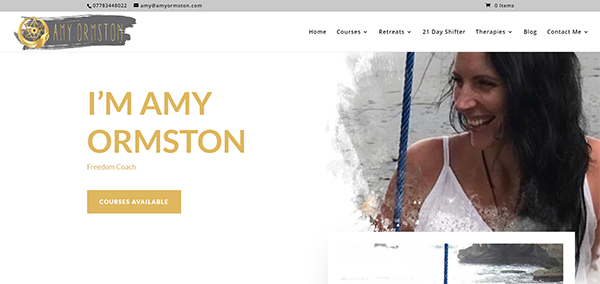 07783448022 amy@amyormston.com 0 Items
AMY ORMSTON
Home Courses Retreats 21 Day Shifter Therapies Blog Contact Me
I'M AMY
ORMSTON
Freedom Coach
COURSES AVAILABLE